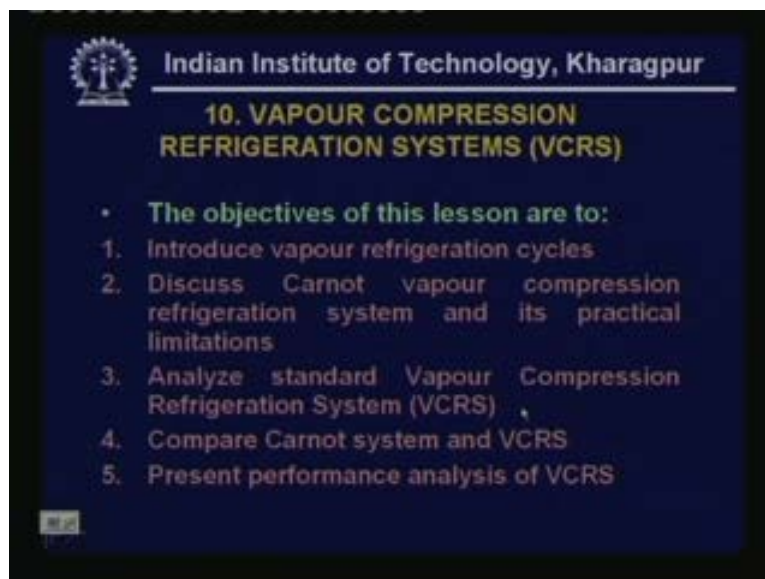 Indian Institute of Technology, Kharagpur
10. VAPOUR COMPRESSION
REFRIGERATION SYSTEMS (VCRS)
• The objectives of this lesson are to:
1. Introduce vapour refrigeration cycles
2. Discuss Carnot vapour compression
refrigeration system and its practical
limitations
3. Analyze standard Vapour Compression
Refrigeration System (VCRS)
4. Compare Carnot system and VCRS
5. Present performance analysis of VCRS